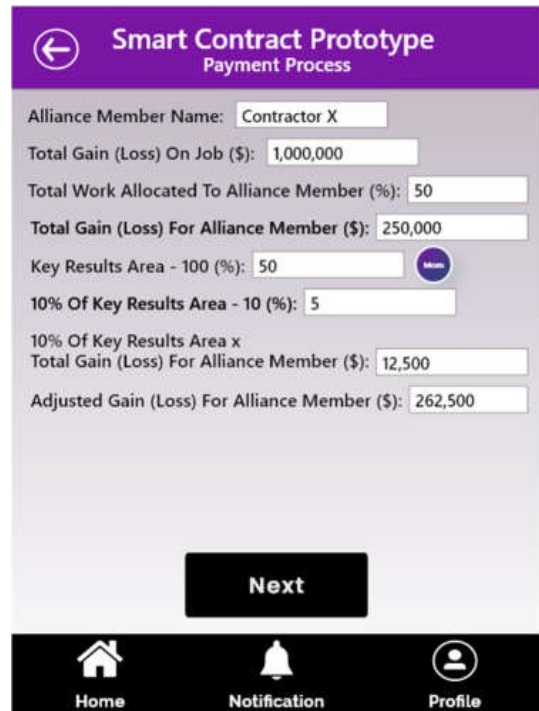 Smart Contract Prototype
Payment Process
Alliance Member Name: Contractor X
Total Gain (Loss) On Job ($): 1,000,000
Total Work Allocated To Alliance Member (%): 50
Total Gain (Loss) For Alliance Member ($): 250,000
Key Results Area - 100 (%): 50 More
10% Of Key Results Area - 10 (%): 5
10% Of Key Results Area x
Total Gain (Loss) For Alliance Member ($): 12,500
Adjusted Gain (Loss) For Alliance Member ($): 262,500
Next
Home Notification Profile